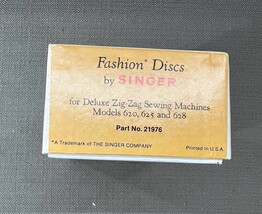 Fashion* Discs
by SINGER
for Deluxe Zig-Zag Sewing Machines
Models 620, 625 and 628
Part No. 21976
*A Trademark of THE SINGER COMPANY Printed in U.S.A.